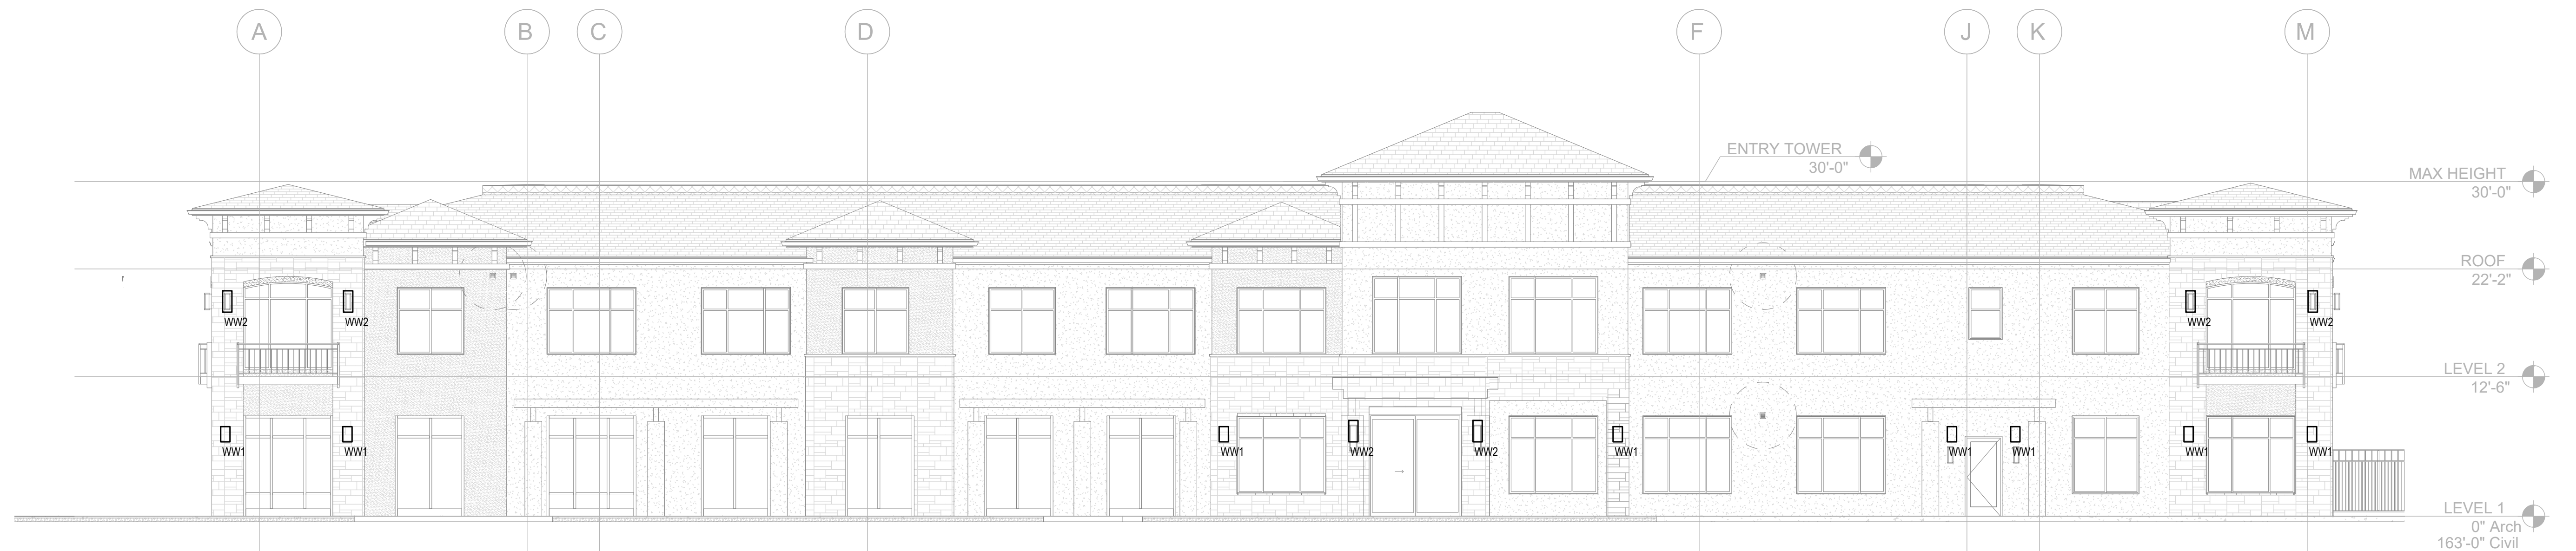 A
B
C
D
F
J
K
M
ENTRY TOWER
30'-0"
MAX HEIGHT
30'-0"
ROOF
22'-2"
WW2
WW2
WW2
WW2
LEVEL 2
12'-6"
WW1
WW1
WW1
WW2
WW2
WW1
WW1
WW1
WW1
WW1
LEVEL 1
0" Arch
163'-0" Civil